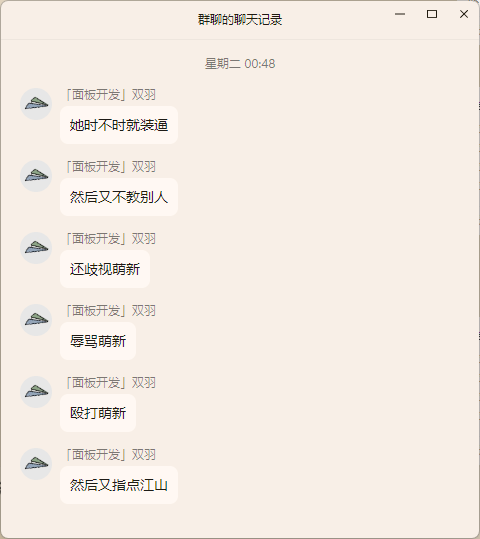 群聊的聊天记录
星期二 00:48
「面板开发」双羽
她时不时就装逼
「面板开发」双羽
然后又不教别人
「面板开发」双羽
还歧视萌新
「面板开发」双羽
辱骂萌新
「面板开发」双羽
殴打萌新
「面板开发」双羽
然后又指点江山